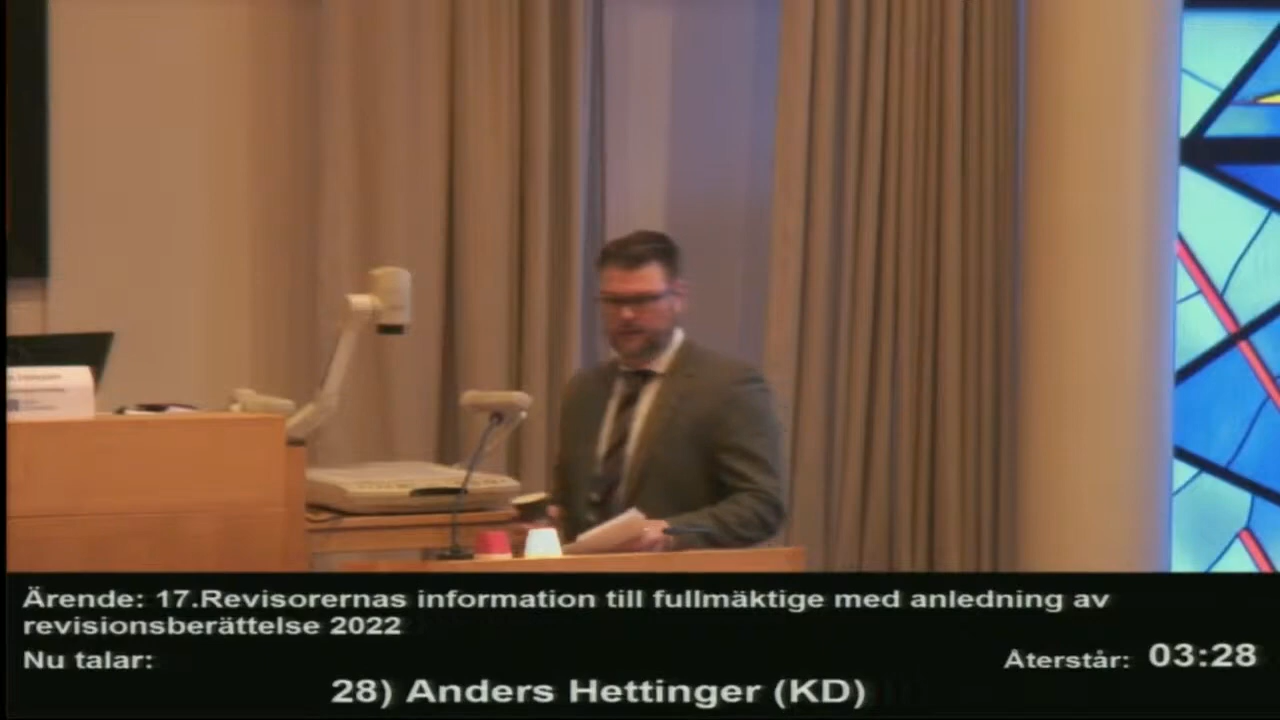 Ärende: 17.Revisorernas information till fullmäktige med anledning av
revisionsberättelse 2022
Nu talar:
Återstår: 03:28
28) Anders Hettinger (KD)